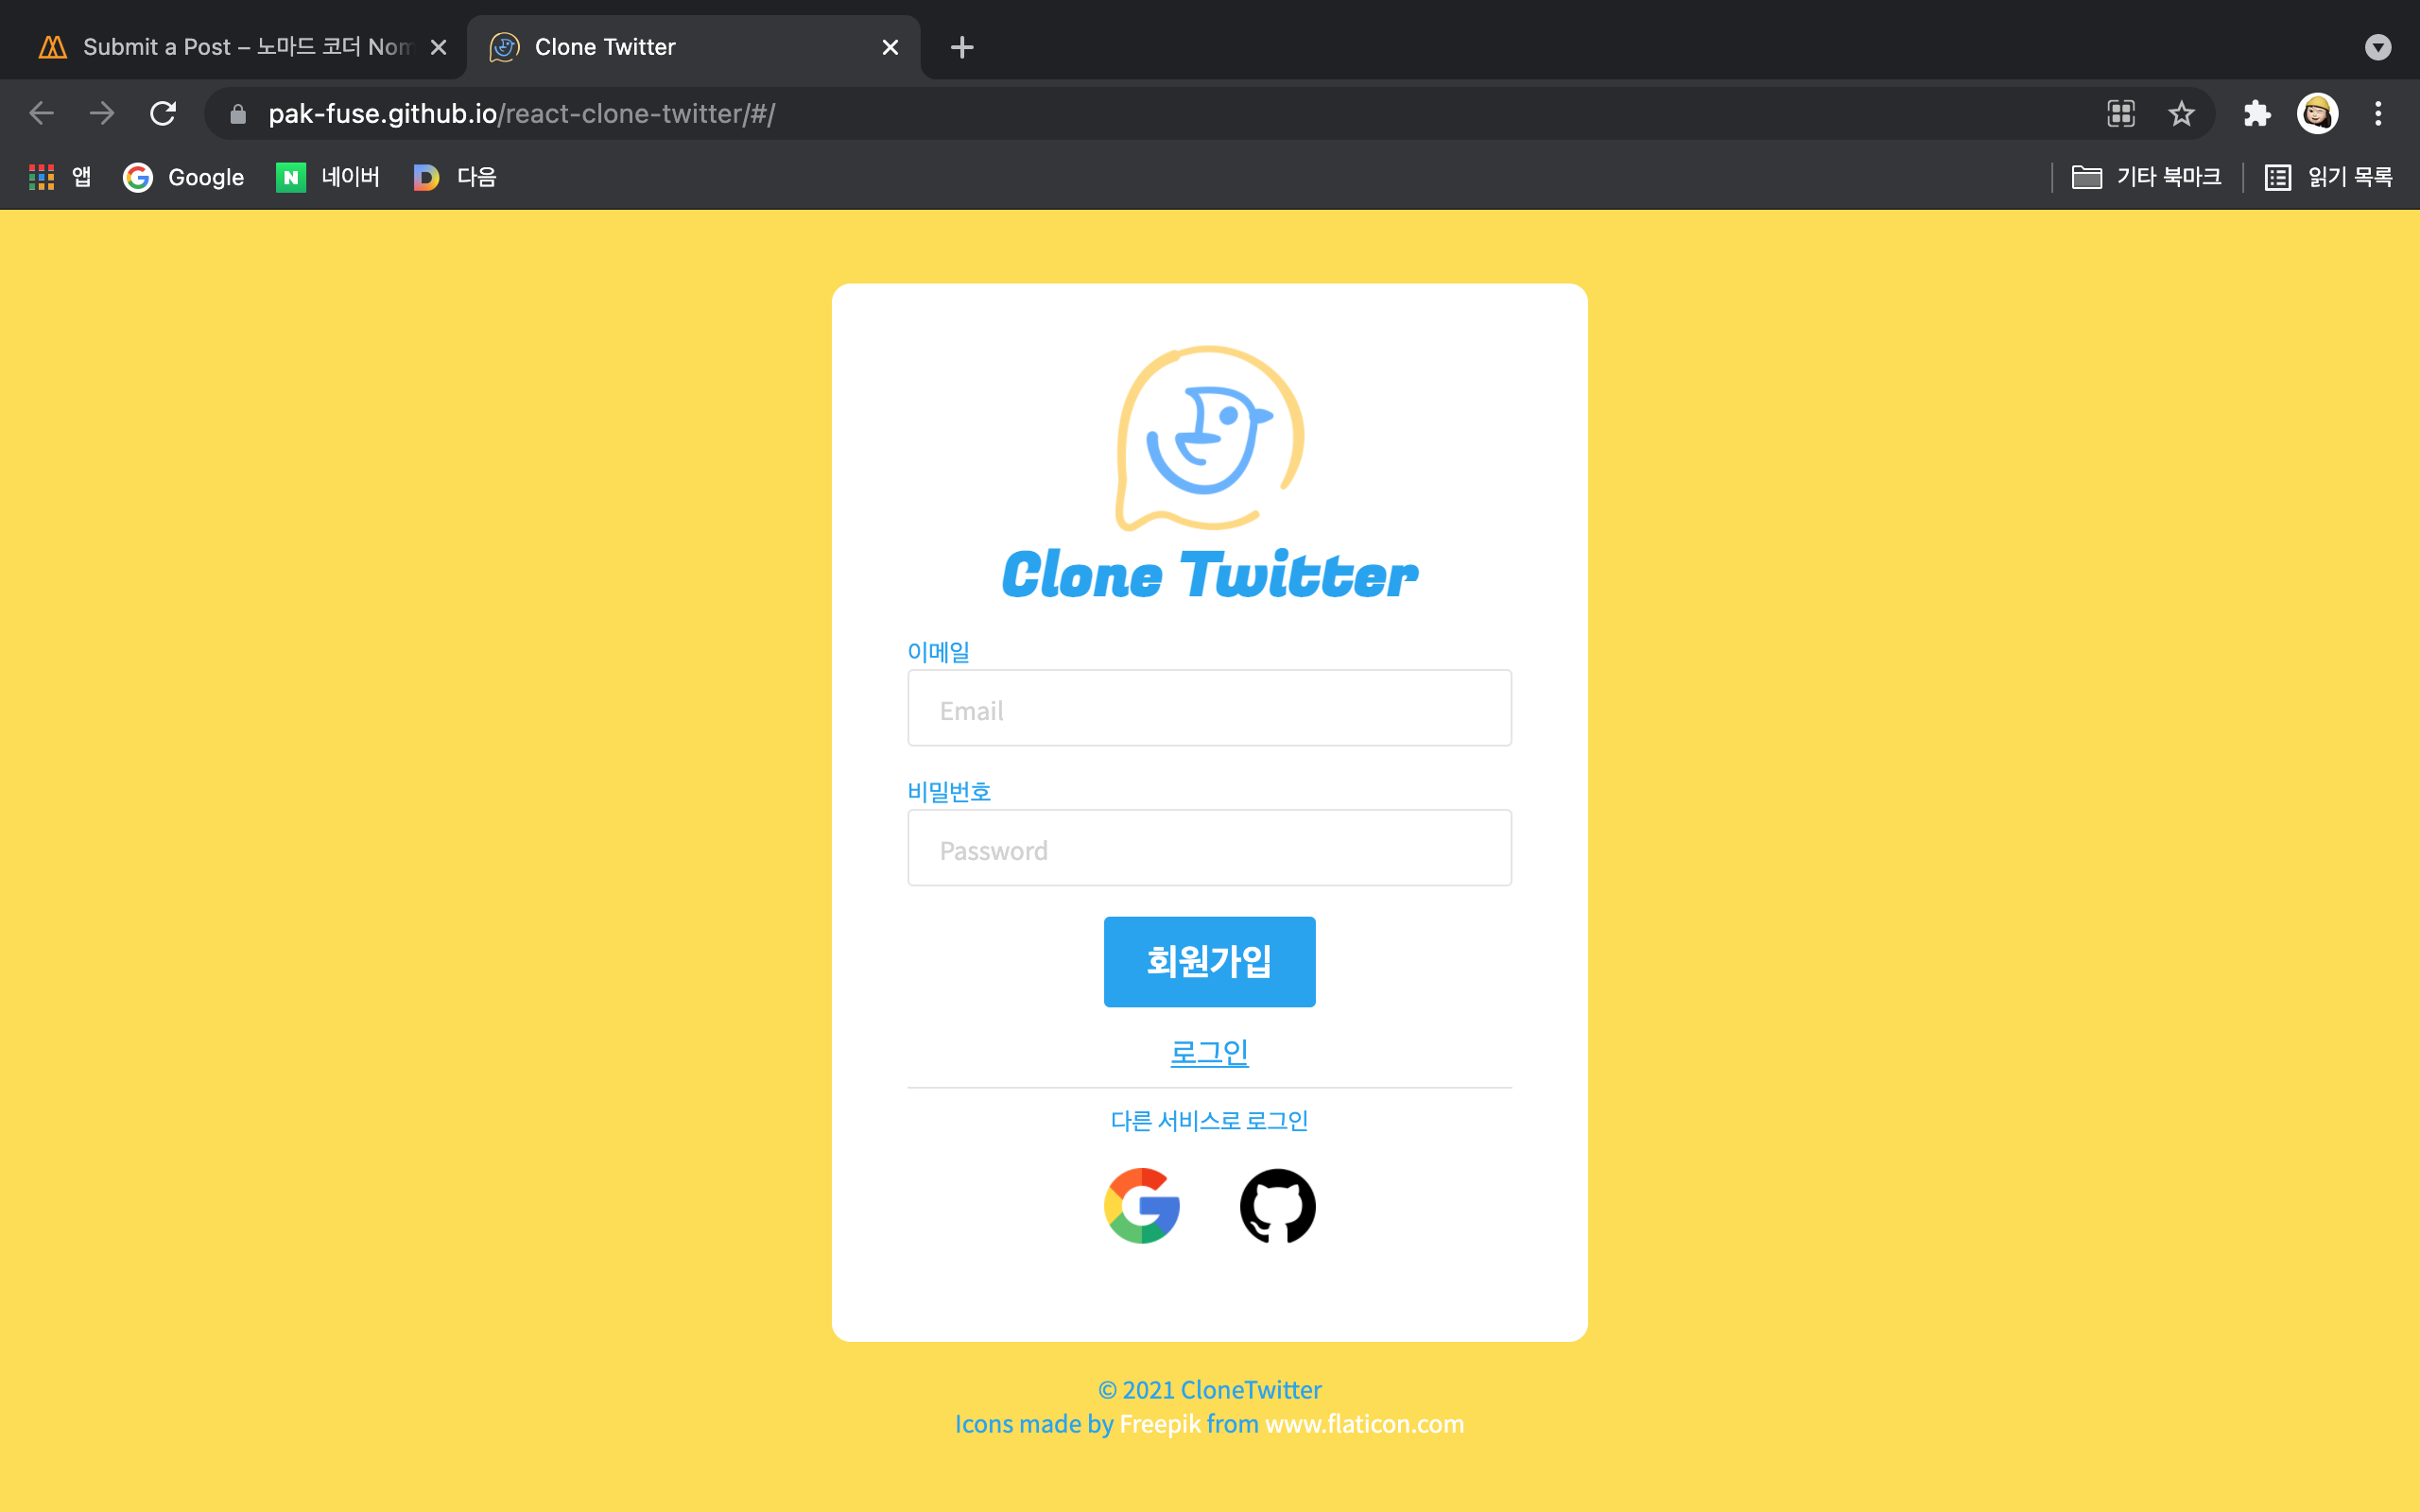 Submit a Post – 노마드 코더 Nom
Clone Twitter
pak-fuse.github.io/react-clone-twitter/#/
앱 Google 네이버 다음 기타 북마크 읽기 목록
Clone Twitter
이메일
Email
비밀번호
Password
회원가입
로그인
다른 서비스로 로그인
© 2021 CloneTwitter
Icons made by Freepik from www.flaticon.com